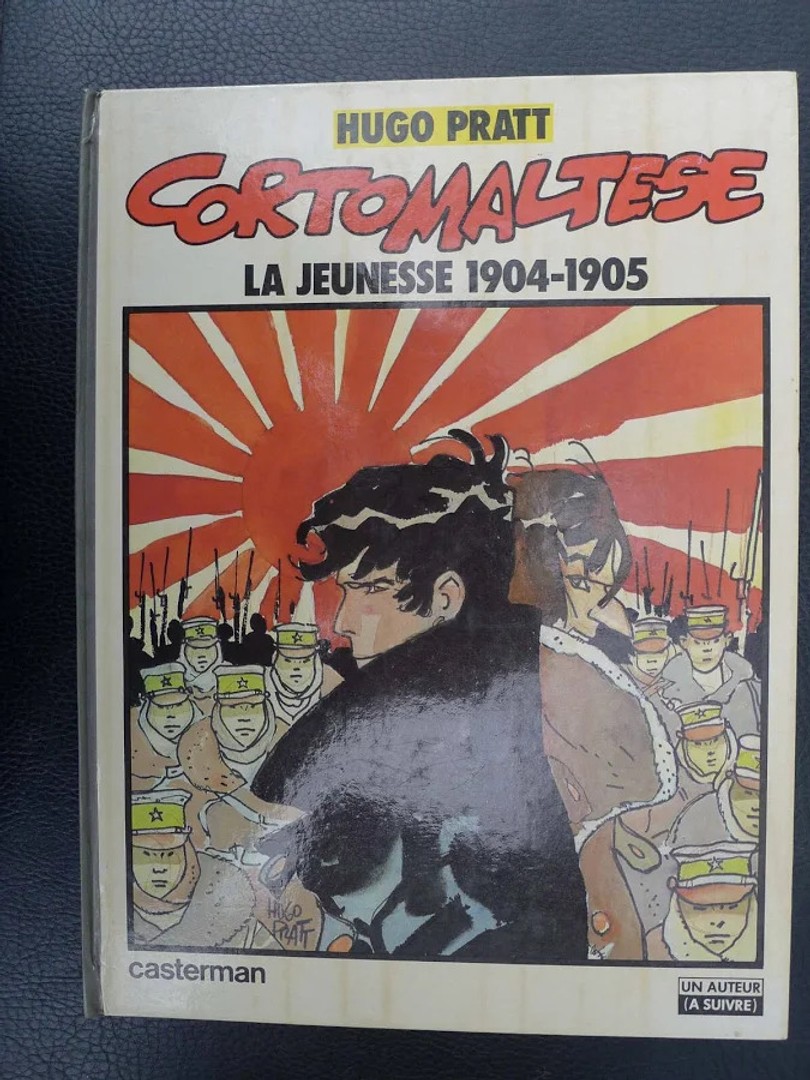 HUGO PRATT
CORTOMALTESE
LA JEUNESSE 1904-1905
HUGO
PRATT
casterman
UN AUTEUR
(A SUIVRE)